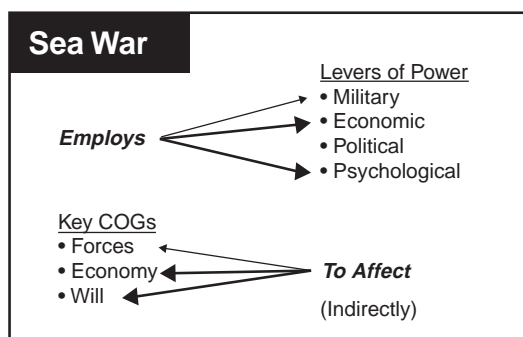 Sea War
Levers of Power
• Military
• Economic
Employs
• Political
• Psychological
Key COGs
• Forces
• Economy
To Affect
• Will
(Indirectly)